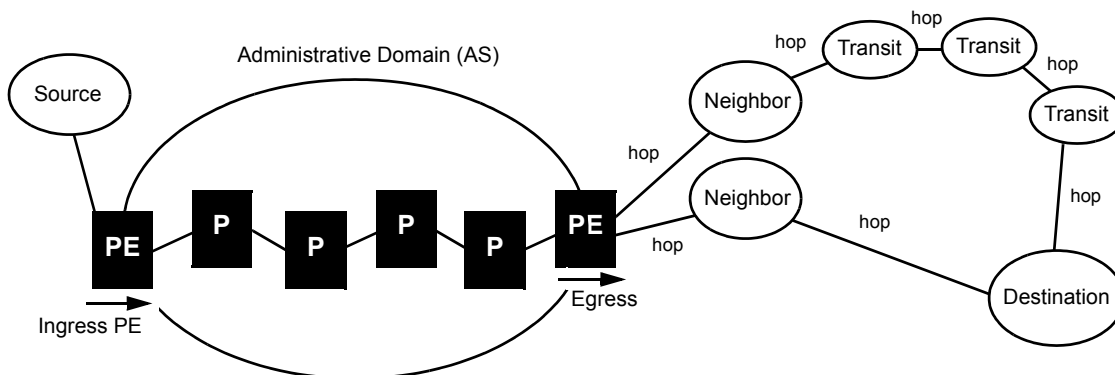 Administrative Domain (AS)
Source
PE
P
P
P
P
PE
Ingress PE
Egress
hop
Neighbor
hop
Transit
hop
Transit
hop
Transit
hop
hop
Neighbor
hop
Destination